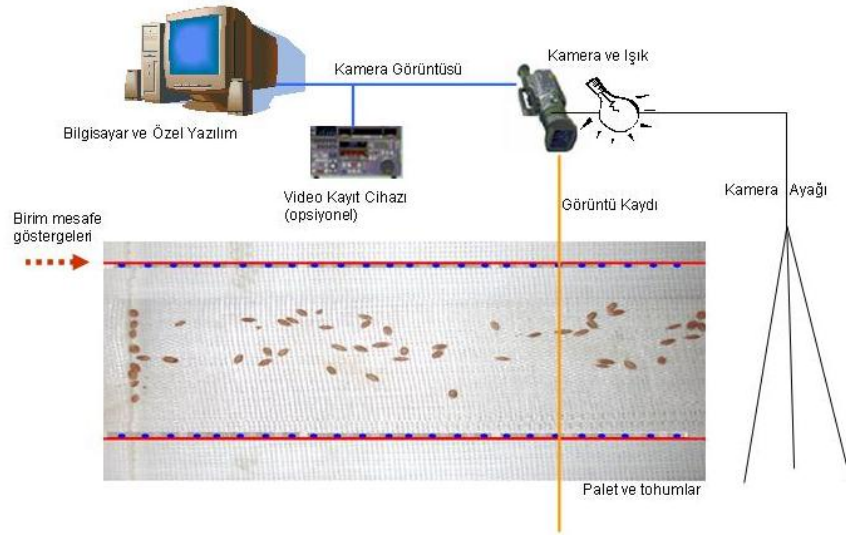 Kamera ve Işık
Kamera Görüntüsü
Bilgisayar ve Özel Yazılım
Video Kayıt Cihazı
(opsiyonel)
Kamera Ayağı
Görüntü Kaydı
Birim mesafe
göstergeleri
Palet ve tohumlar